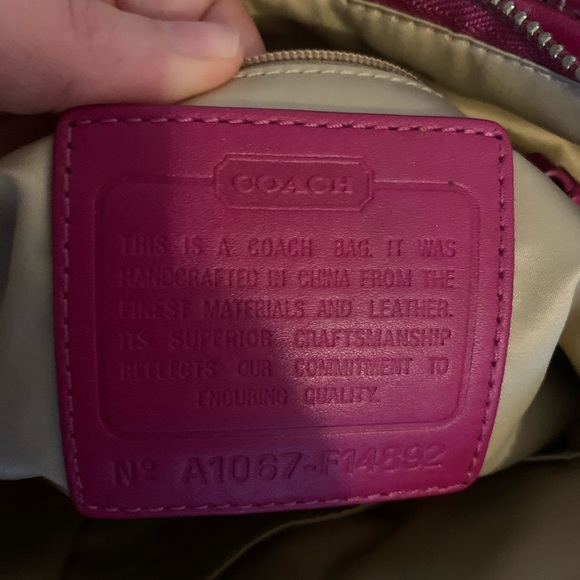 COACH
THIS IS A COACH BAG. IT WAS
HANDCRAFTED IN CHINA FROM THE
FINEST MATERIALS AND LEATHER.
ITS SUPERIOR CRAFTSMANSHIP
REFLECTS OUR COMMITMENT TO
ENDURING QUALITY.
Nº A1067-F14892